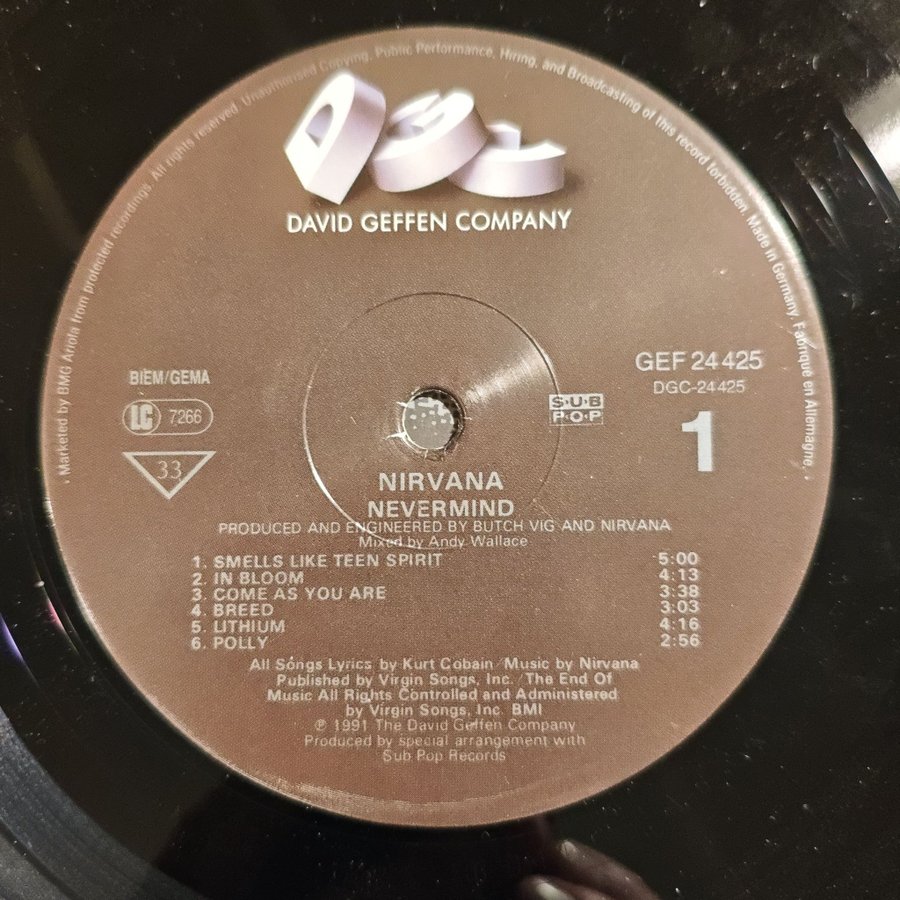 Marketed by BMG Ariola from protected recordings. All rights reserved. Unauthorised Copying, Public Performance, Hiring, and Broadcasting of this record forbidden. Made in Germany. Fabrique en Allemagne.
DGC
DAVID GEFFEN COMPANY
BIEM/GEMA
LC 7266
33
GEF 24 425
DGC-24 425
SUB POP
1
NIRVANA
NEVERMIND
PRODUCED AND ENGINEERED BY BUTCH VIG AND NIRVANA
Mixed by Andy Wallace
1. SMELLS LIKE TEEN SPIRIT 5:00
2. IN BLOOM 4:13
3. COME AS YOU ARE 3:38
4. BREED 3:03
5. LITHIUM 4:16
6. POLLY 2:56
All Songs Lyrics by Kurt Cobain/Music by Nirvana
Published by Virgin Songs, Inc./The End Of
Music All Rights Controlled and Administered
by Virgin Songs, Inc. BMI
℗ 1991 The David Geffen Company
Produced by special arrangement with
Sub Pop Records